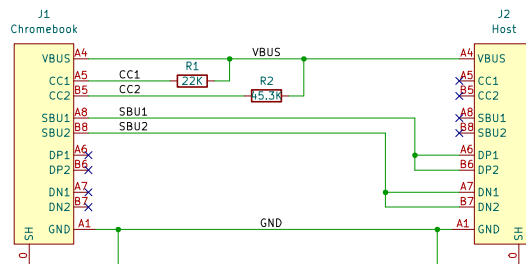 J1
Chromebook
J2
Host
VBUS A4 VBUS A4 VBUS
R1
CC1 A5 CC1 22K A5 CC1
R2
CC2 B5 CC2 45.3K B5 CC2
SBU1 A8 SBU1 A8 SBU1
SBU2 B8 SBU2 B8 SBU2
DP1 A6 A6 DP1
DP2 B6 B6 DP2
DN1 A7 A7 DN1
DN2 B7 B7 DN2
GND A1 GND A1 GND
SH SH
0 0